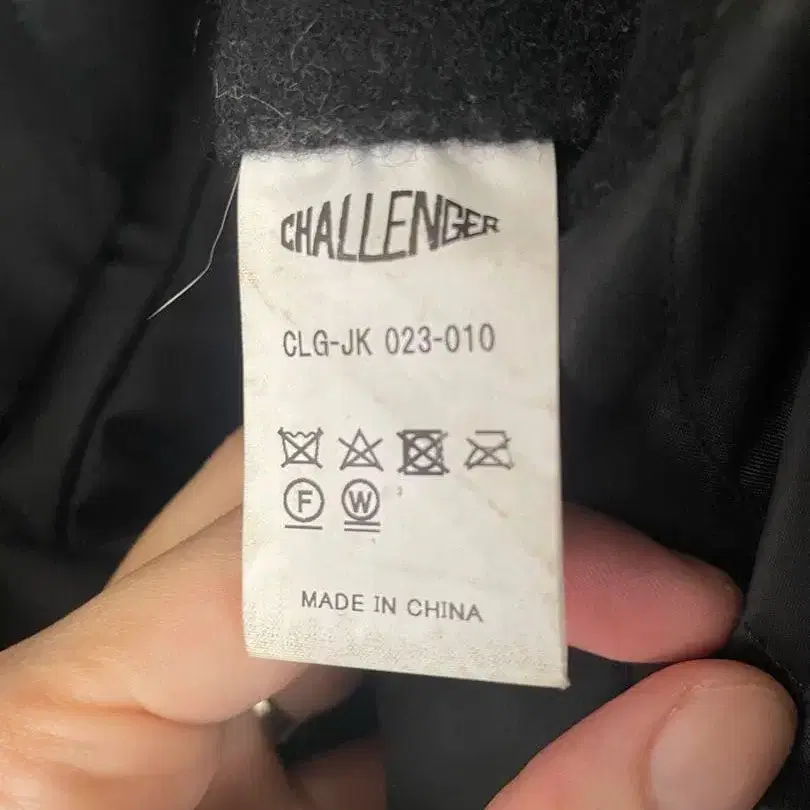 CHALLENGER
CLG-JK 023-010
F W
MADE IN CHINA